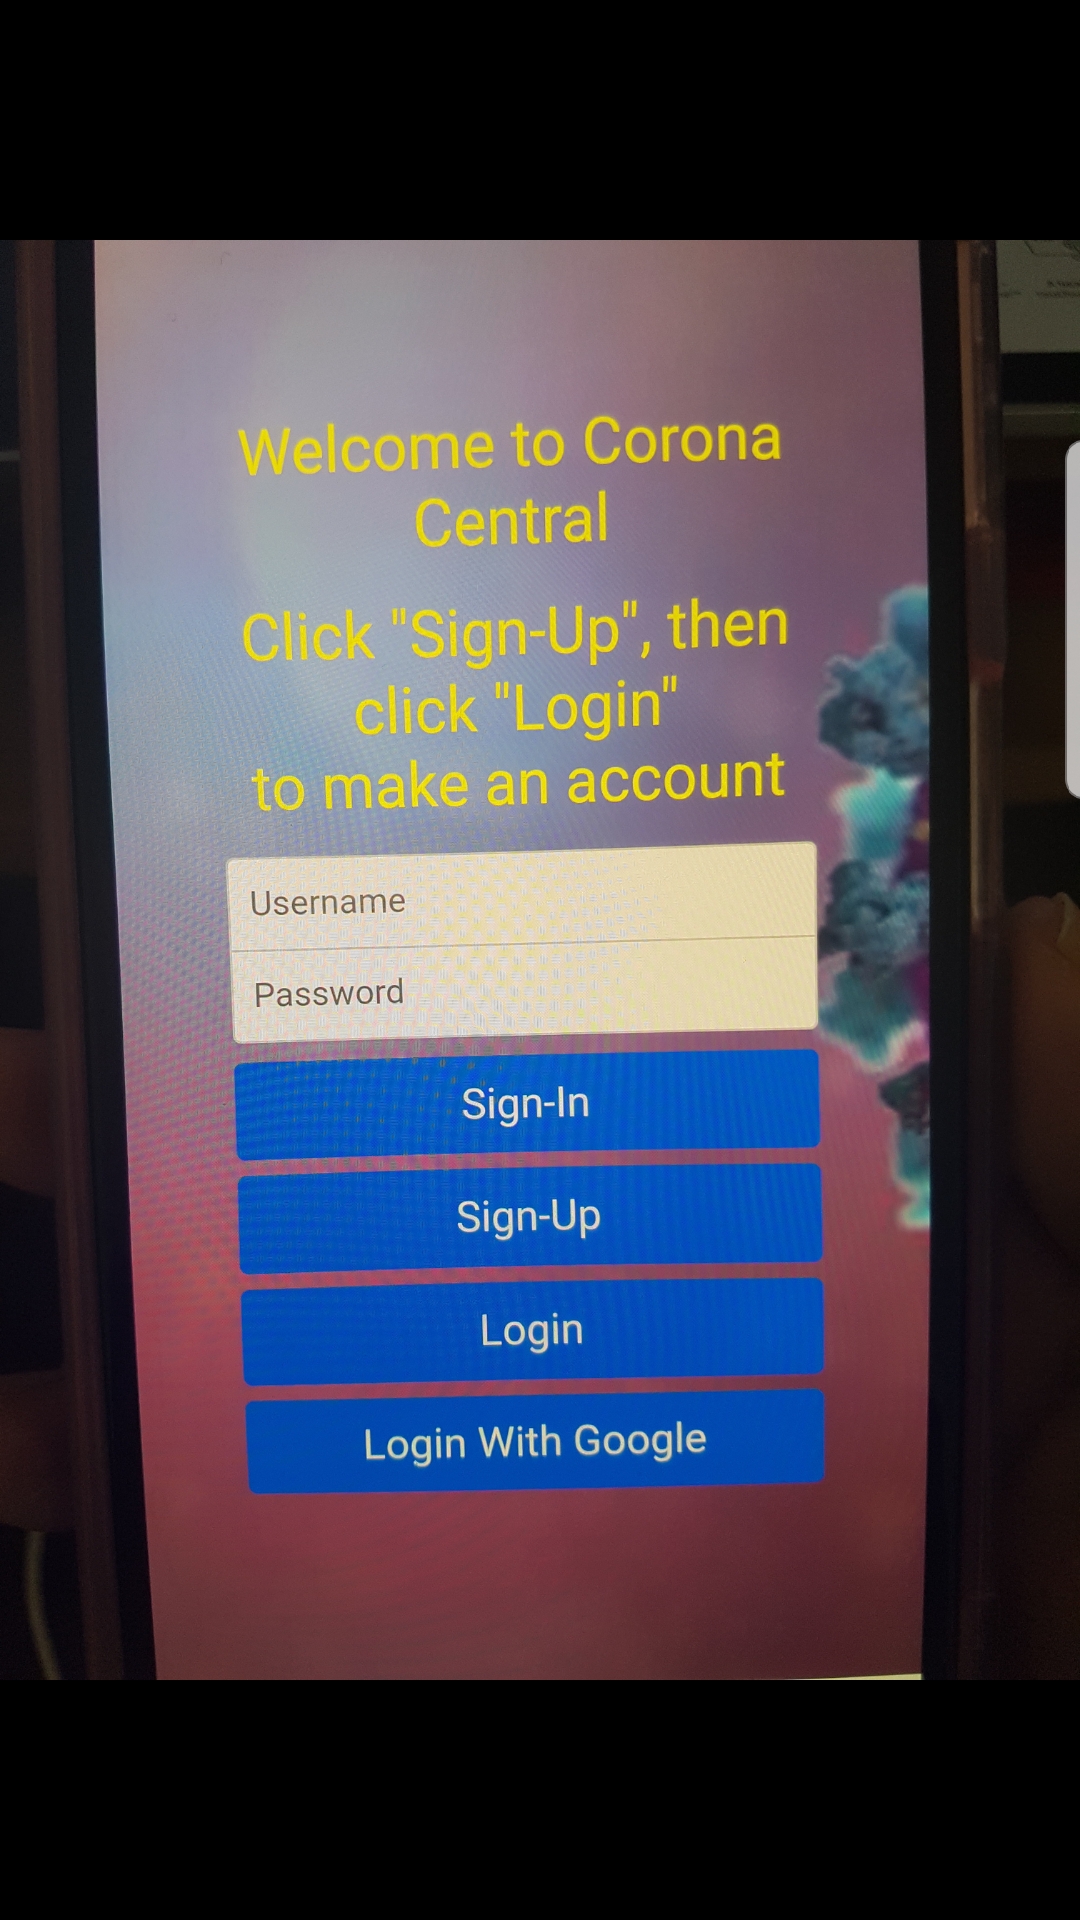 Welcome to Corona
Central
Click "Sign-Up", then
click "Login"
to make an account
Username
Password
Sign-In
Sign-Up
Login
Login With Google